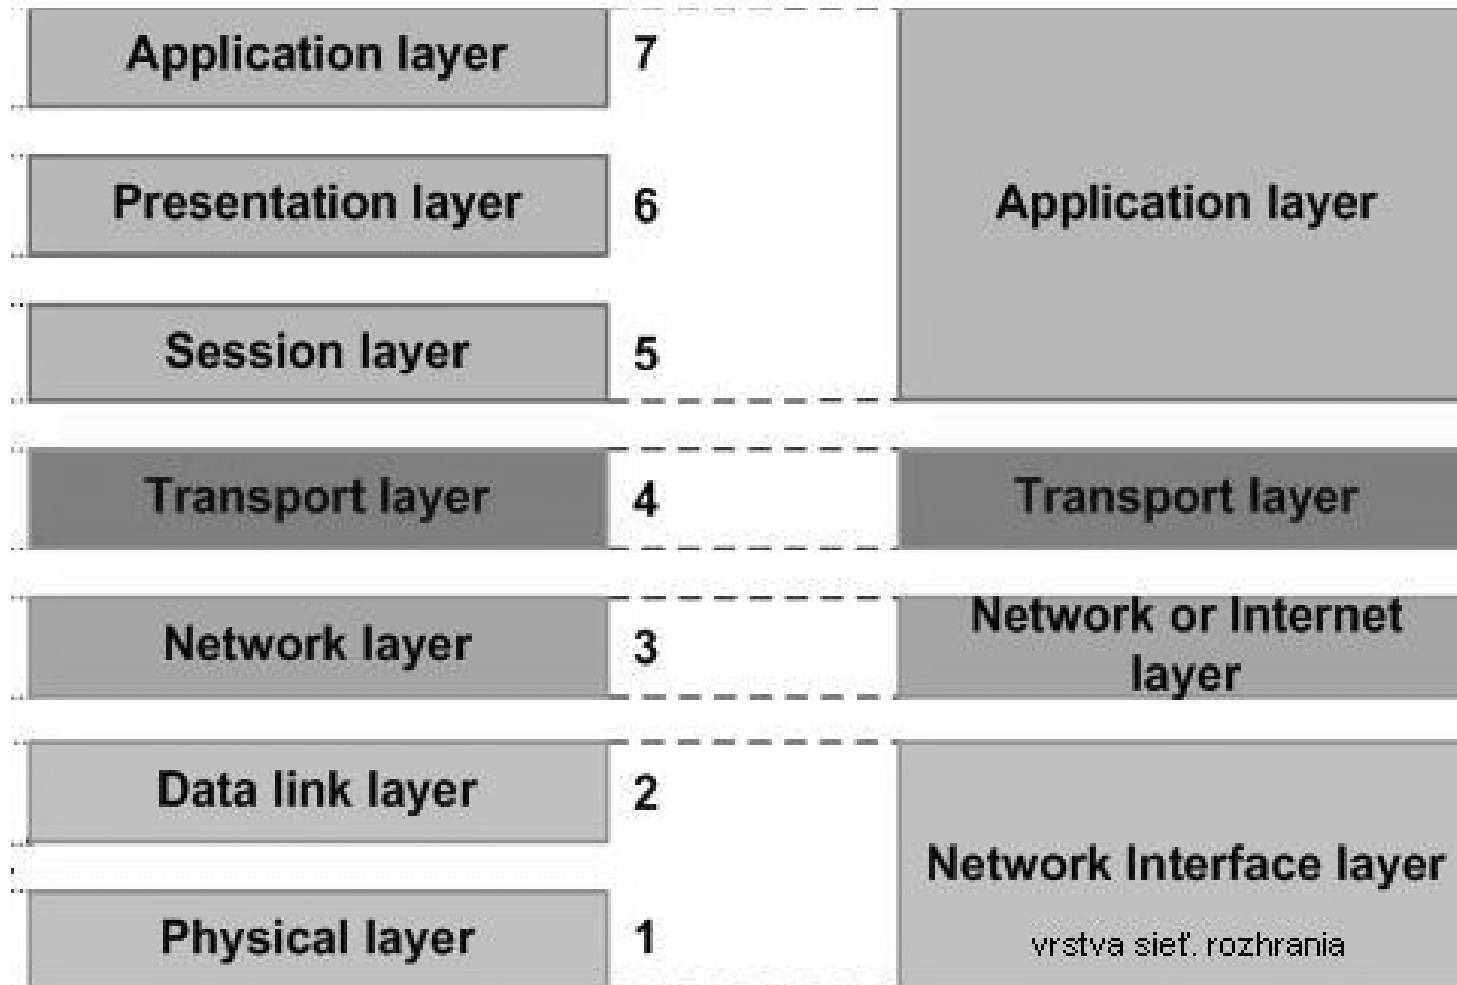 Application layer
7
Presentation layer
6
Application layer
Session layer
5
Transport layer
4
Transport layer
Network layer
3
Network or Internet
layer
Data link layer
2
Network Interface layer
Physical layer
1
vrstva sieť. rozhrania